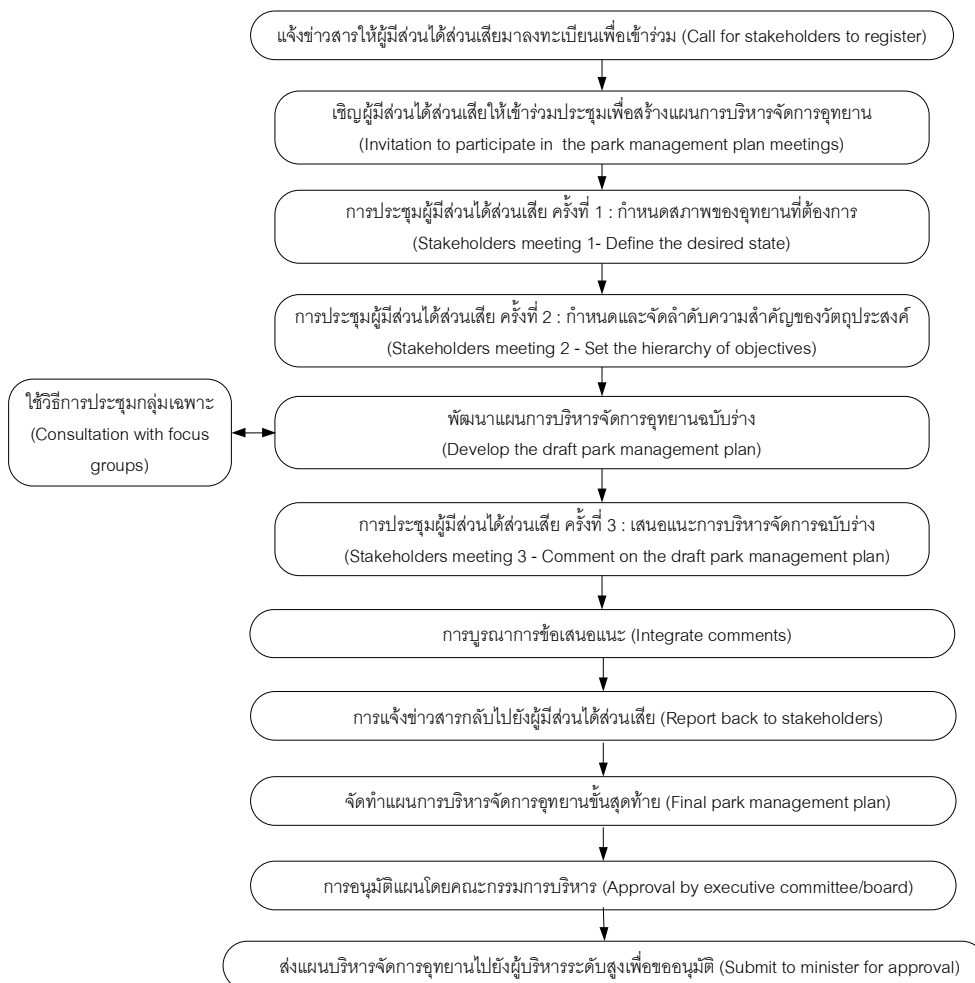 แจ้งข่าวสารให้ผู้มีส่วนได้ส่วนเสียมาลงทะเบียนเพื่อเข้าร่วม (Call for stakeholders to register)
เชิญผู้มีส่วนได้ส่วนเสียให้เข้าร่วมประชุมเพื่อสร้างแผนการบริหารจัดการอุทยาน
(Invitation to participate in the park management plan meetings)
การประชุมผู้มีส่วนได้ส่วนเสีย ครั้งที่ 1 : กำหนดสภาพของอุทยานที่ต้องการ
(Stakeholders meeting 1- Define the desired state)
การประชุมผู้มีส่วนได้ส่วนเสีย ครั้งที่ 2 : กำหนดและจัดลำดับความสำคัญของวัตถุประสงค์
(Stakeholders meeting 2 - Set the hierarchy of objectives)
ใช้วิธีการประชุมกลุ่มเฉพาะ
(Consultation with focus
groups)
พัฒนาแผนการบริหารจัดการอุทยานฉบับร่าง
(Develop the draft park management plan)
การประชุมผู้มีส่วนได้ส่วนเสีย ครั้งที่ 3 : เสนอแนะการบริหารจัดการฉบับร่าง
(Stakeholders meeting 3 - Comment on the draft park management plan)
การบูรณาการข้อเสนอแนะ (Integrate comments)
การแจ้งข่าวสารกลับไปยังผู้มีส่วนได้ส่วนเสีย (Report back to stakeholders)
จัดทำแผนการบริหารจัดการอุทยานขั้นสุดท้าย (Final park management plan)
การอนุมัติแผนโดยคณะกรรมการบริหาร (Approval by executive committee/board)
ส่งแผนบริหารจัดการอุทยานไปยังผู้บริหารระดับสูงเพื่อขออนุมัติ (Submit to minister for approval)